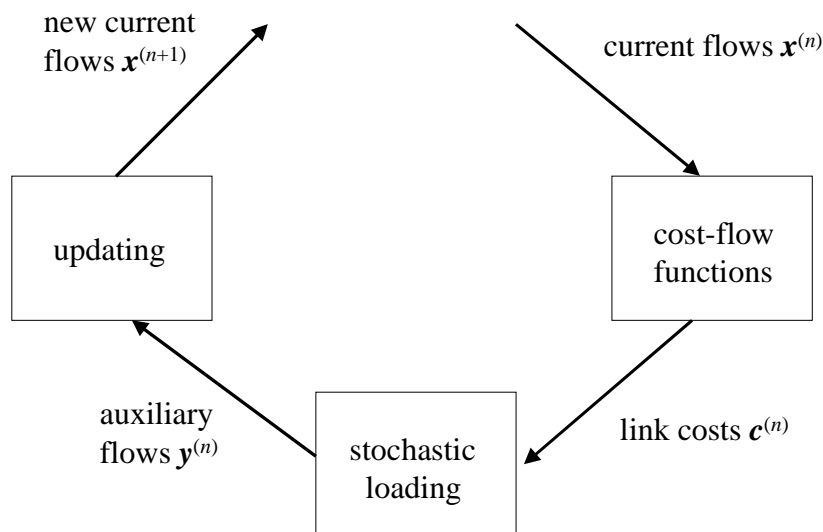 new current
flows x^(n+1)
current flows x^(n)
updating
cost-flow
functions
auxiliary
flows y^(n)
stochastic
loading
link costs c^(n)